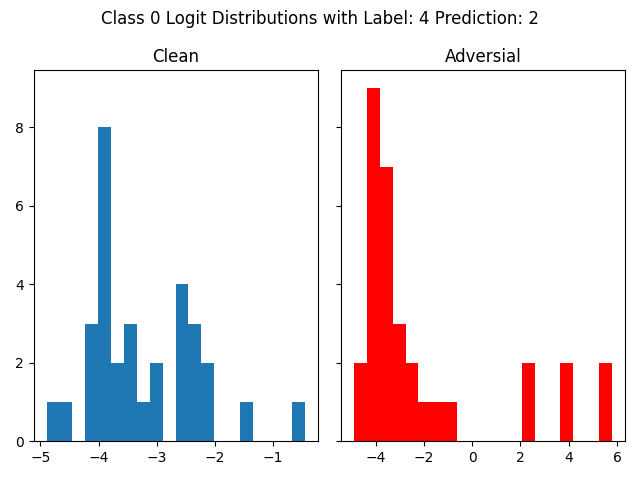 Class 0 Logit Distributions with Label: 4 Prediction: 2
Clean
Adversial
8
6
4
2
0
−5 −4 −3 −2 −1
−4 −2 0 2 4 6